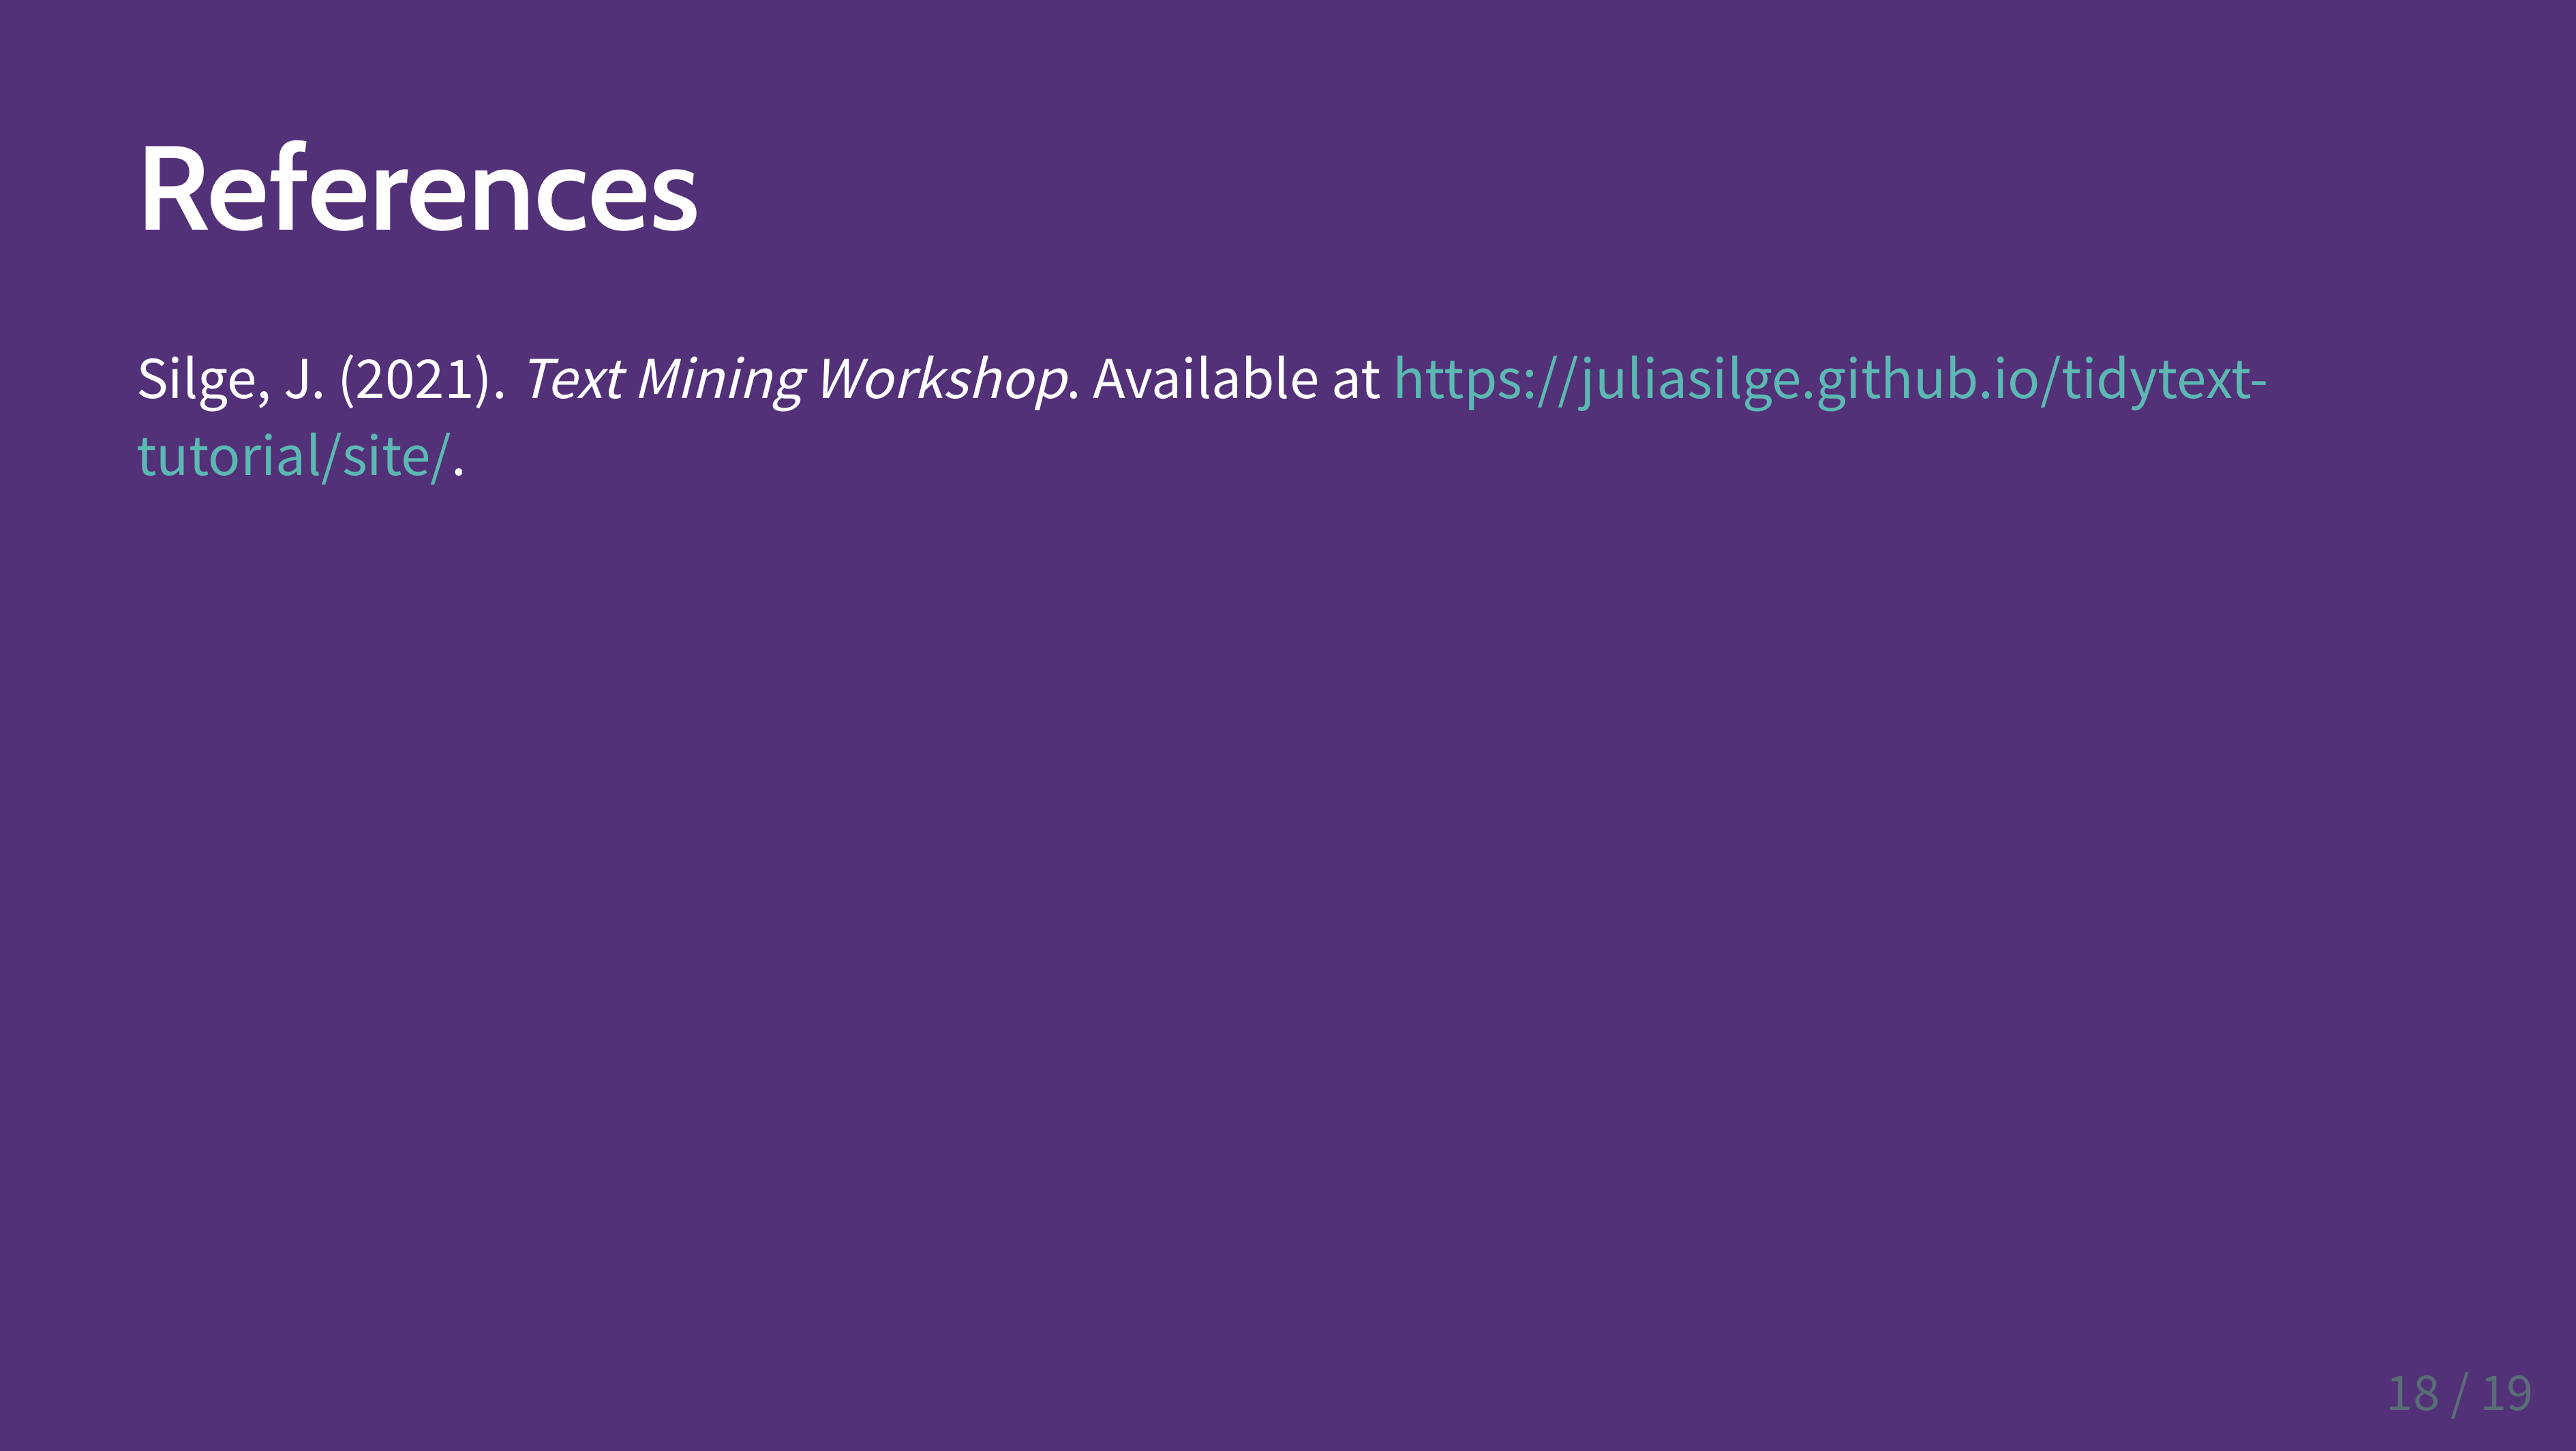 References
Silge, J. (2021). Text Mining Workshop. Available at https://juliasilge.github.io/tidytext-
tutorial/site/.
18 / 19